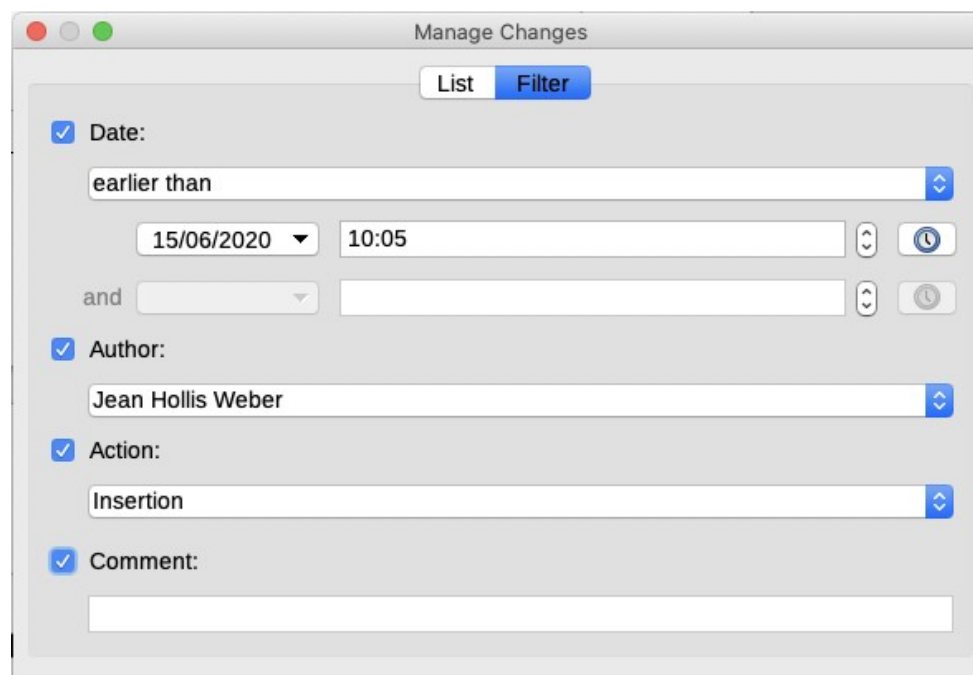 Manage Changes
List Filter
Date:
earlier than
15/06/2020 10:05
and
Author:
Jean Hollis Weber
Action:
Insertion
Comment: